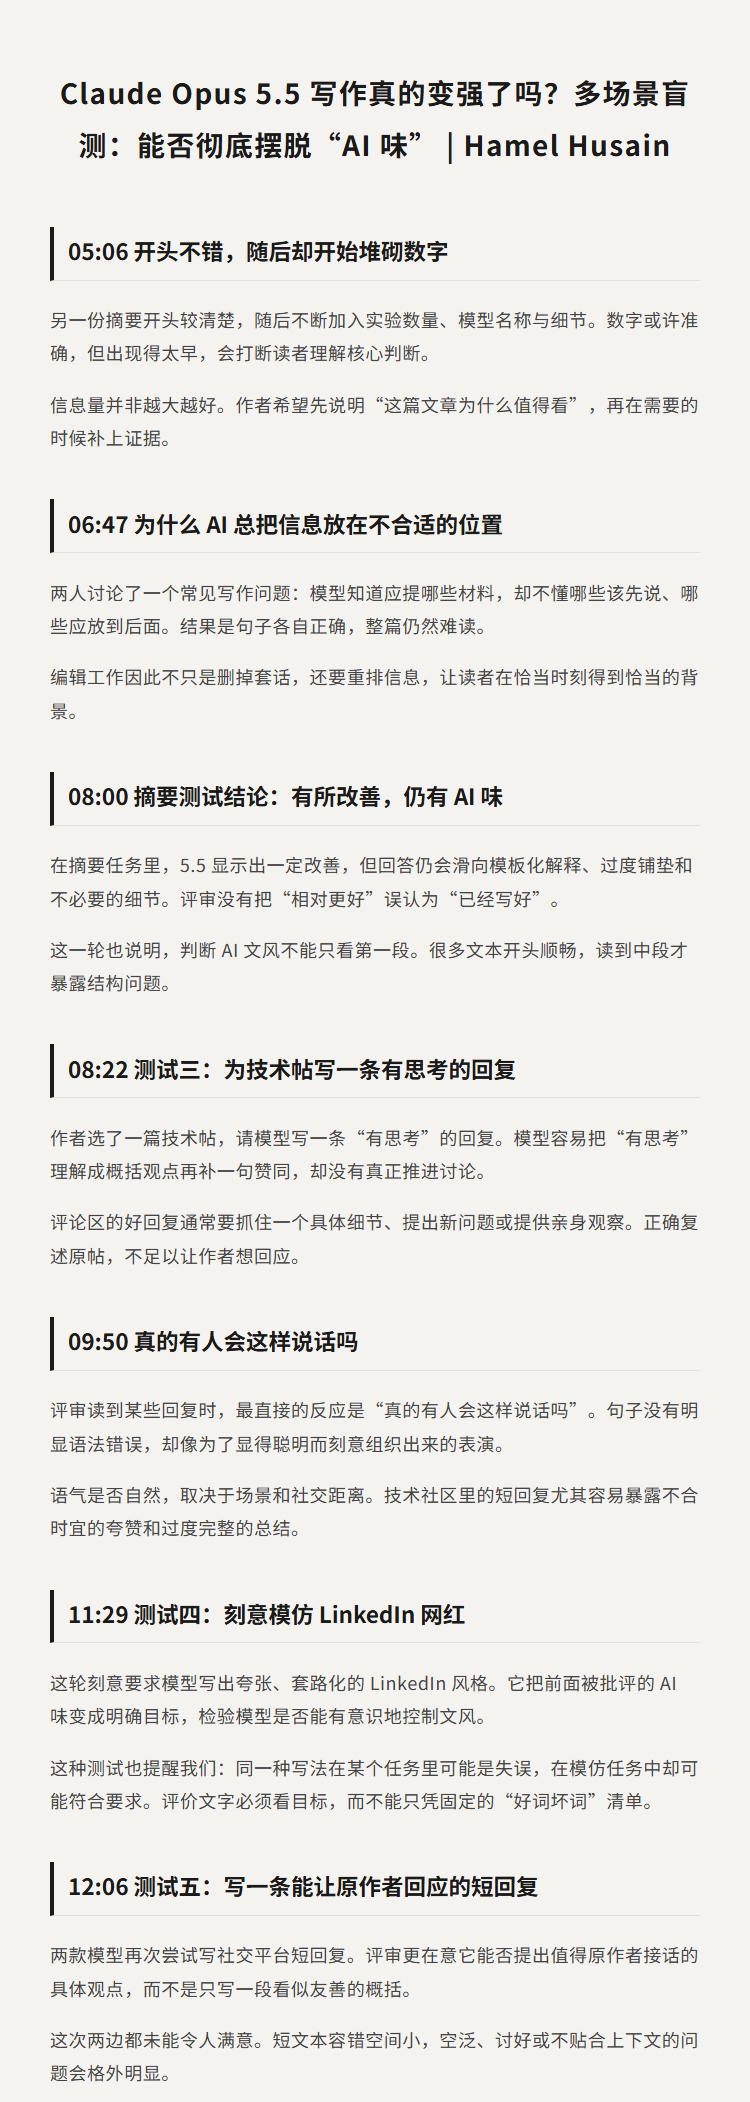 Claude Opus 5.5 写作真的变强了吗？多场景盲
测：能否彻底摆脱“AI 味” | Hamel Husain
05:06 开头不错，随后却开始堆砌数字
另一份摘要开头较清楚，随后不断加入实验数量、模型名称与细节。数字或许准
确，但出现得太早，会打断读者理解核心判断。
信息量并非越大越好。作者希望先说明“这篇文章为什么值得看”，再在需要的
时候补上证据。
06:47 为什么 AI 总把信息放在不合适的位置
两人讨论了一个常见写作问题：模型知道应提哪些材料，却不懂哪些该先说、哪
些应放到后面。结果是句子各自正确，整篇仍然难读。
编辑工作因此不只是删掉套话，还要重排信息，让读者在恰当时刻得到恰当的背
景。
08:00 摘要测试结论：有所改善，仍有 AI 味
在摘要任务里，5.5 显示出一定改善，但回答仍会滑向模板化解释、过度铺垫和
不必要的细节。评审没有把“相对更好”误认为“已经写好”。
这一轮也说明，判断 AI 文风不能只看第一段。很多文本开头顺畅，读到中段才
暴露结构问题。
08:22 测试三：为技术帖写一条有思考的回复
作者选了一篇技术帖，请模型写一条“有思考”的回复。模型容易把“有思考”
理解成概括观点再补一句赞同，却没有真正推进讨论。
评论区的好回复通常要抓住一个具体细节、提出新问题或提供亲身观察。正确复
述原帖，不足以让作者想回应。
09:50 真的有人会这样说话吗
评审读到某些回复时，最直接的反应是“真的有人会这样说话吗”。句子没有明
显语法错误，却像为了显得聪明而刻意组织出来的表演。
语气是否自然，取决于场景和社交距离。技术社区里的短回复尤其容易暴露不合
时宜的夸赞和过度完整的总结。
11:29 测试四：刻意模仿 LinkedIn 网红
这轮刻意要求模型写出夸张、套路化的 LinkedIn 风格。它把前面被批评的 AI
味变成明确目标，检验模型是否能有意识地控制文风。
这种测试也提醒我们：同一种写法在某个任务里可能是失误，在模仿任务中却可
能符合要求。评价文字必须看目标，而不能只凭固定的“好词坏词”清单。
12:06 测试五：写一条能让原作者回应的短回复
两款模型再次尝试写社交平台短回复。评审更在意它能否提出值得原作者接话的
具体观点，而不是只写一段看似友善的概括。
这次两边都未能令人满意。短文本容错空间小，空泛、讨好或不贴合上下文的问
题会格外明显。